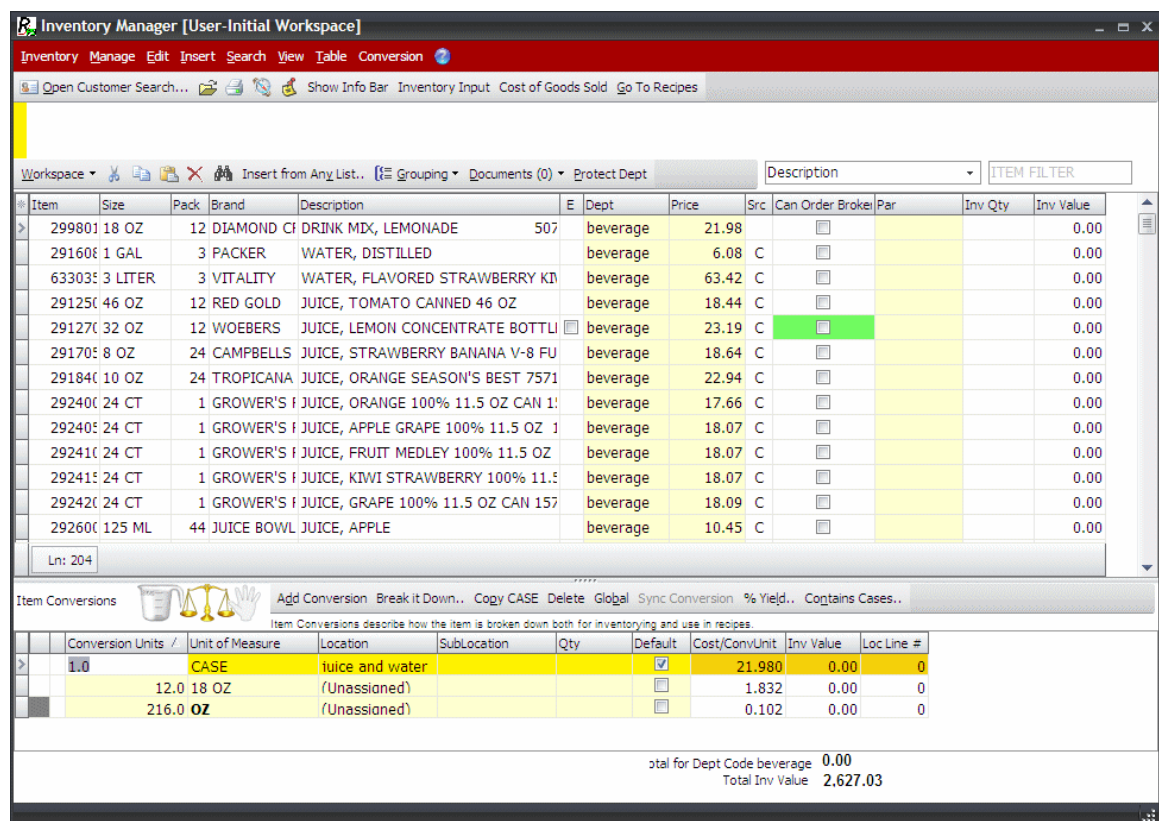 Inventory Manager [User-Initial Workspace]
Inventory Manage Edit Insert Search View Table Conversion
Open Customer Search... Show Info Bar Inventory Input Cost of Goods Sold Go To Recipes
Workspace Insert from Any List.. Grouping Documents (0) Protect Dept Description ITEM FILTER
Item Size Pack Brand Description E Dept Price Src Can Order Broke Par Inv Qty Inv Value
299801 18 OZ 12 DIAMOND DRINK MIX, LEMONADE 507 beverage 21.98 0.00
291608 1 GAL 3 PACKER WATER, DISTILLED beverage 6.08 C 0.00
633035 3 LITER 3 VITALITY WATER, FLAVORED STRAWBERRY KIV beverage 63.42 C 0.00
291250 46 OZ 12 RED GOLD JUICE, TOMATO CANNED 46 OZ beverage 18.44 C 0.00
291270 32 OZ 12 WOEBERS JUICE, LEMON CONCENTRATE BOTTL beverage 23.19 C 0.00
291705 8 OZ 24 CAMPBELLS JUICE, STRAWBERRY BANANA V-8 FU beverage 18.64 C 0.00
291840 10 OZ 24 TROPICANA JUICE, ORANGE SEASON'S BEST 7571 beverage 22.94 C 0.00
292400 24 CT 1 GROWER'S JUICE, ORANGE 100% 11.5 OZ CAN beverage 17.66 C 0.00
292405 24 CT 1 GROWER'S JUICE, APPLE GRAPE 100% 11.5 OZ 1 beverage 18.07 C 0.00
292410 24 CT 1 GROWER'S JUICE, FRUIT MEDLEY 100% 11.5 OZ beverage 18.07 C 0.00
292415 24 CT 1 GROWER'S JUICE, KIWI STRAWBERRY 100% 11.5 beverage 18.07 C 0.00
292420 24 CT 1 GROWER'S JUICE, GRAPE 100% 11.5 OZ CAN 157 beverage 18.09 C 0.00
292600 125 ML 44 JUICE BOWL JUICE, APPLE beverage 10.45 C 0.00
Ln: 204
Item Conversions Add Conversion Break it Down.. Copy CASE Delete Global Sync Conversion % Yield.. Contains Cases..
Item Conversions describe how the item is broken down both for inventorying and use in recipes.
Conversion Units Unit of Measure Location SubLocation Qty Default Cost/ConvUnit Inv Value Loc Line #
1.0 CASE juice and water 21.980 0.00 0
12.0 18 OZ (Unassigned) 1.832 0.00 0
216.0 OZ (Unassigned) 0.102 0.00 0
otal for Dept Code beverage 0.00
Total Inv Value 2,627.03